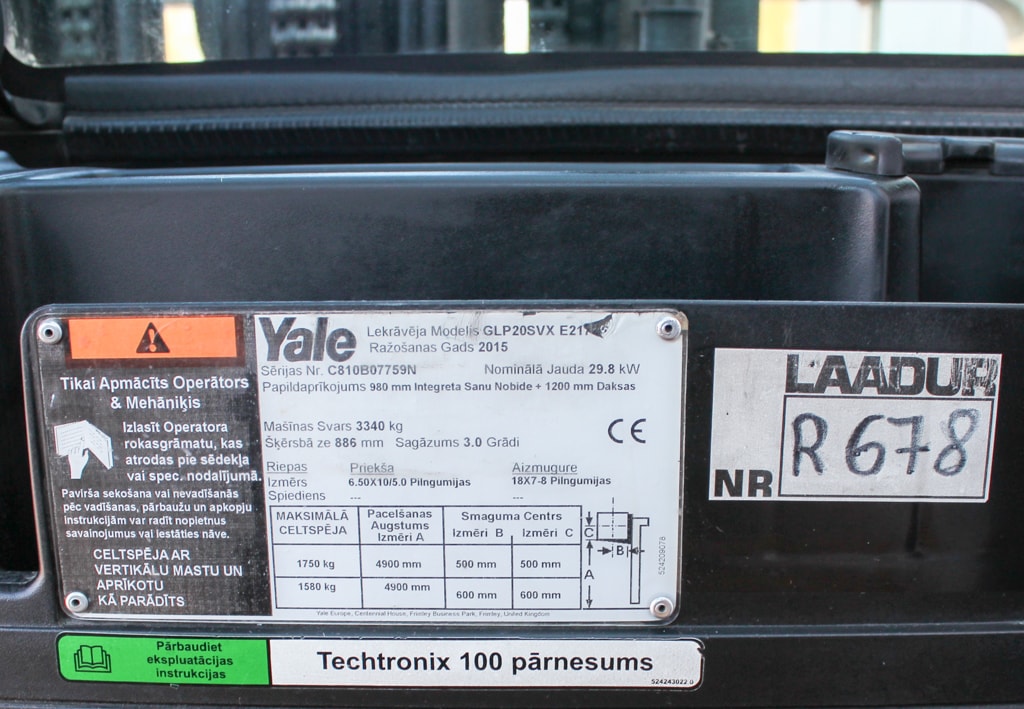 Tikai Apmācīts Operātors
& Mehāniķis
Izlasīt Operatora
rokasgrāmatu, kas
atrodas pie sēdekļa
vai spec. nodalījumā.
Pavirša sekošana vai nevadīšanās
pēc vadīšanas, pārbaužu un apkopju
instrukcijām var radīt nopietnus
savainojumus vai iestāties nāve.
CELTSPĒJA AR
VERTIKĀLU MASTU UN
APRĪKOTU
KĀ PARĀDĪTS
Yale
Lekrāvēja Modelis GLP20SVX
Ražošanas Gads 2015
Sērijas Nr. C810B07759N Nominālā Jauda 29.8 kW
Papildaprīkojums 980 mm Integreta Sanu Nobide + 1200 mm Daksas
Mašīnas Svars 3340 kg
Šķērsbā ze 886 mm Sagāzums 3.0 Grādi
CE
Riepas Priekša Aizmugure
Izmērs 6.50X10/5.0 Pilngumijas 18X7-8 Pilngumijas
Spiediens --- ---
MAKSIMĀLĀ CELTSPĒJA Pacelšanas Augstums Izmēri A Smaguma Centrs
Izmēri B Izmēri C
1750 kg 4900 mm 500 mm 500 mm
1580 kg 4900 mm 600 mm 600 mm
C
B
A
524209078
Yale Europe, Centennial House, Frimley Business Park, Frimley, United Kingdom
LAADUR
NR R 678
Pārbaudiet
ekspluatācijas
instrukcijas
Techtronix 100 pārnesums
524243022 0